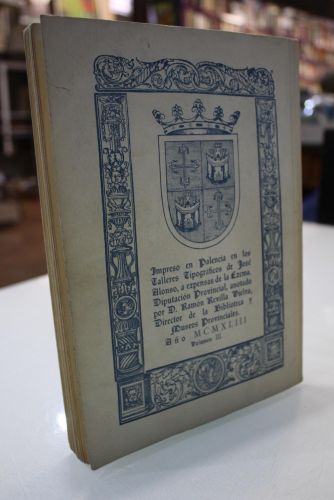 Impreso en Palencia en los
Talleres Tipográficos de José
Alonso, a expensas de la Excma.
Diputación Provincial, anotado
por D. Ramón Revilla Vielva,
Director de la Biblioteca y
Museos Provinciales.
Año MCMXLIII
Volumen III.